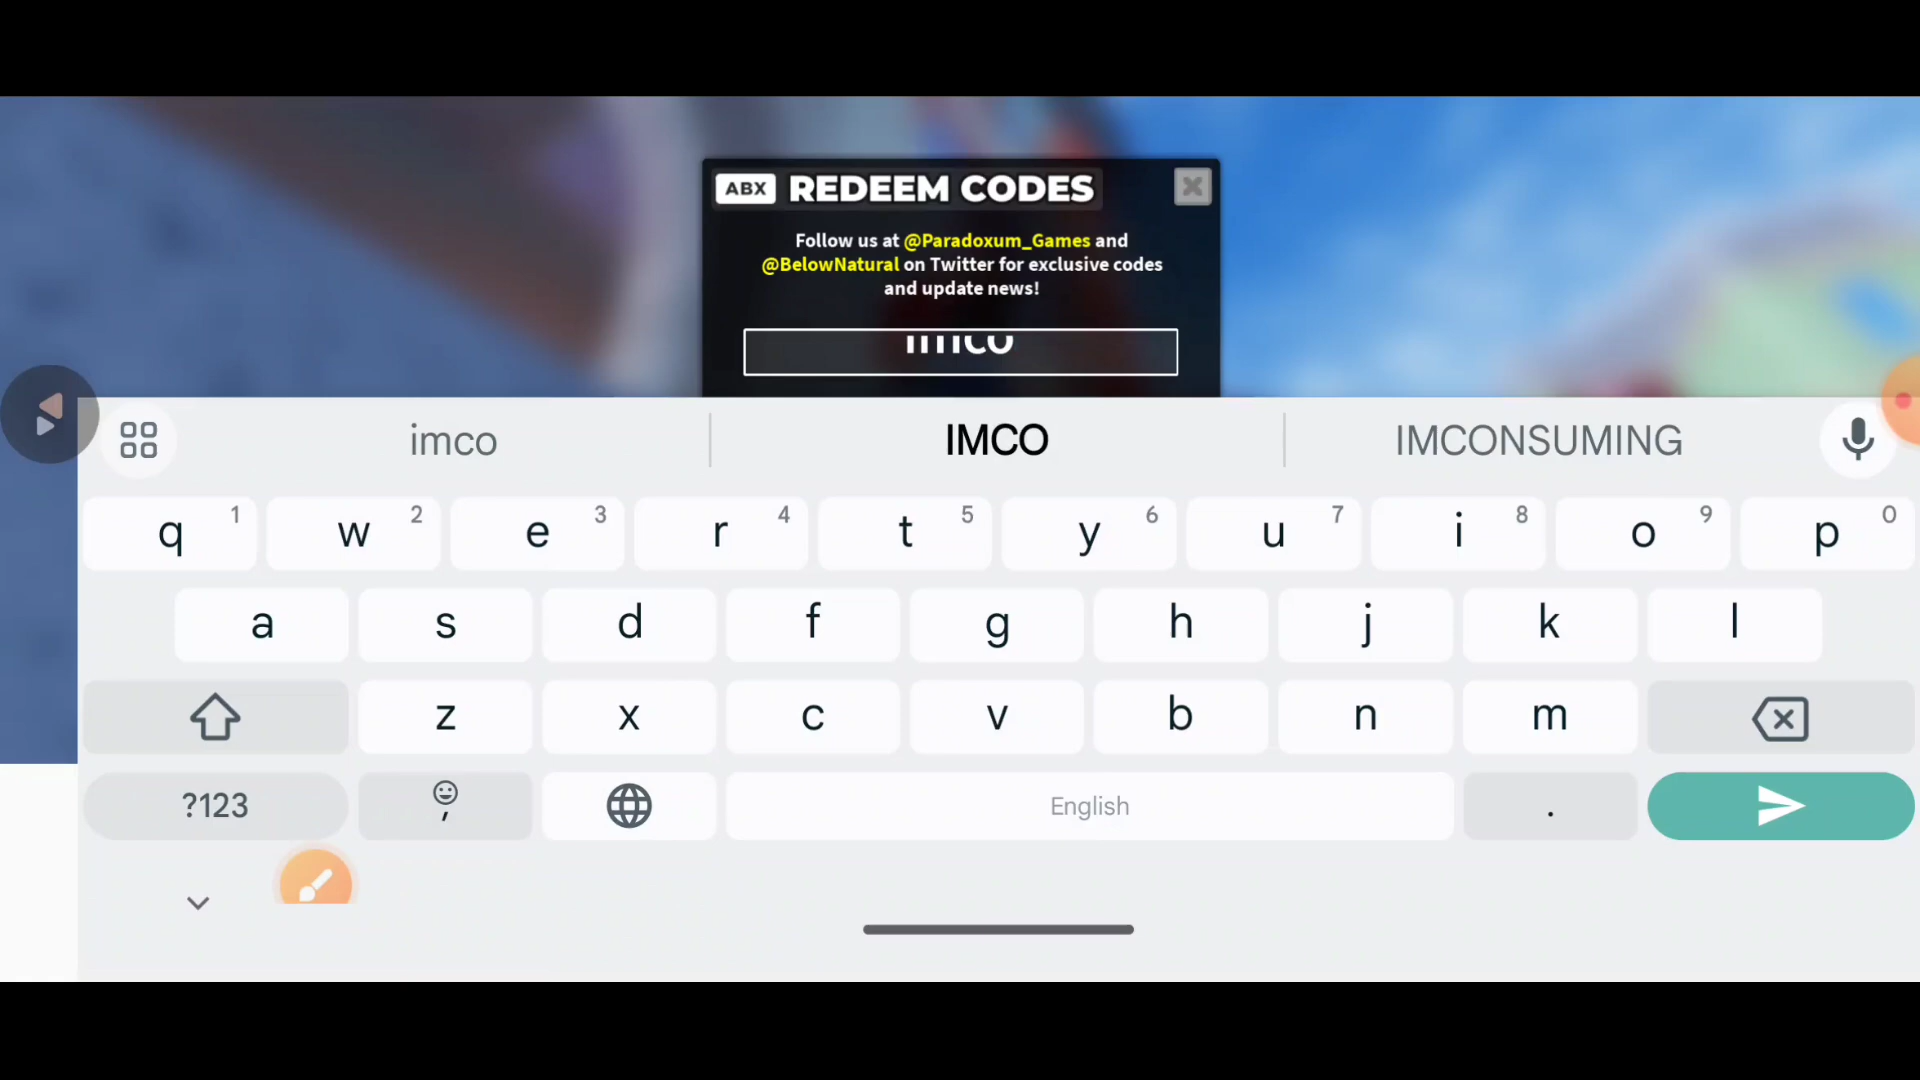 ABX REDEEM CODES
Follow us at @Paradoxum_Games and
@BelowNatural on Twitter for exclusive codes
and update news!
imco
imco IMCO IMCONSUMING
q 1 w 2 e 3 r 4 t 5 y 6 u 7 i 8 o 9 p 0
a s d f g h j k l
z x c v b n m
?123 , English .